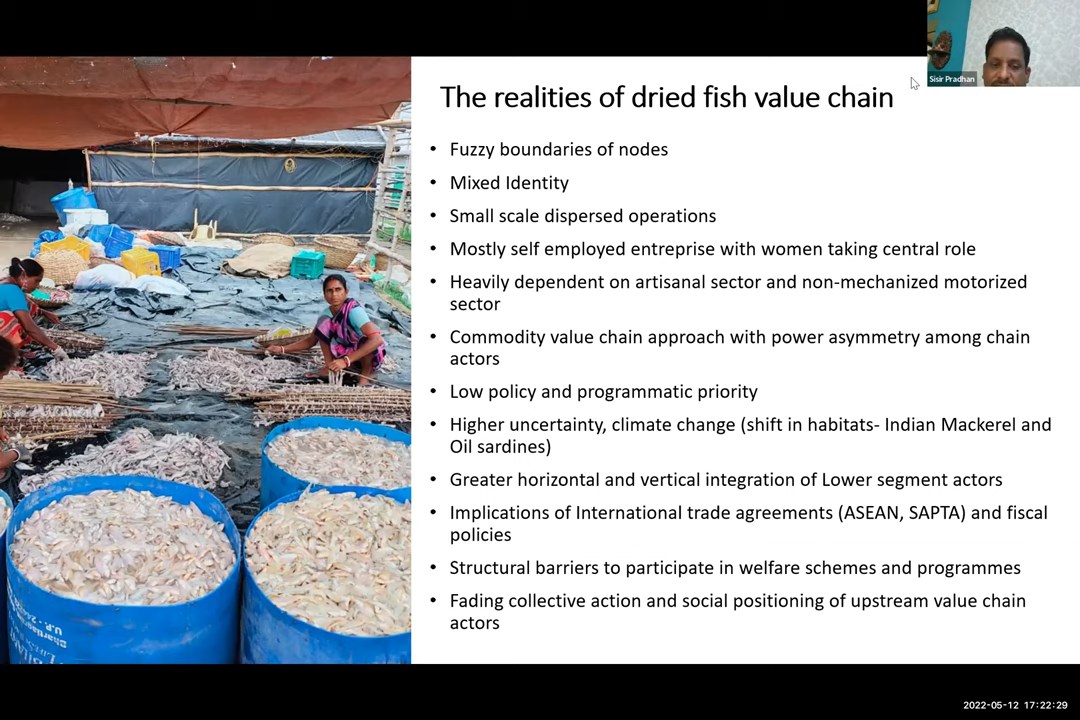 Sisir Pradhan
The realities of dried fish value chain
• Fuzzy boundaries of nodes
• Mixed Identity
• Small scale dispersed operations
• Mostly self employed entreprise with women taking central role
• Heavily dependent on artisanal sector and non-mechanized motorized
sector
• Commodity value chain approach with power asymmetry among chain
actors
• Low policy and programmatic priority
• Higher uncertainty, climate change (shift in habitats- Indian Mackerel and
Oil sardines)
• Greater horizontal and vertical integration of Lower segment actors
• Implications of International trade agreements (ASEAN, SAPTA) and fiscal
policies
• Structural barriers to participate in welfare schemes and programmes
• Fading collective action and social positioning of upstream value chain
actors
2022-05-12 17:22:29